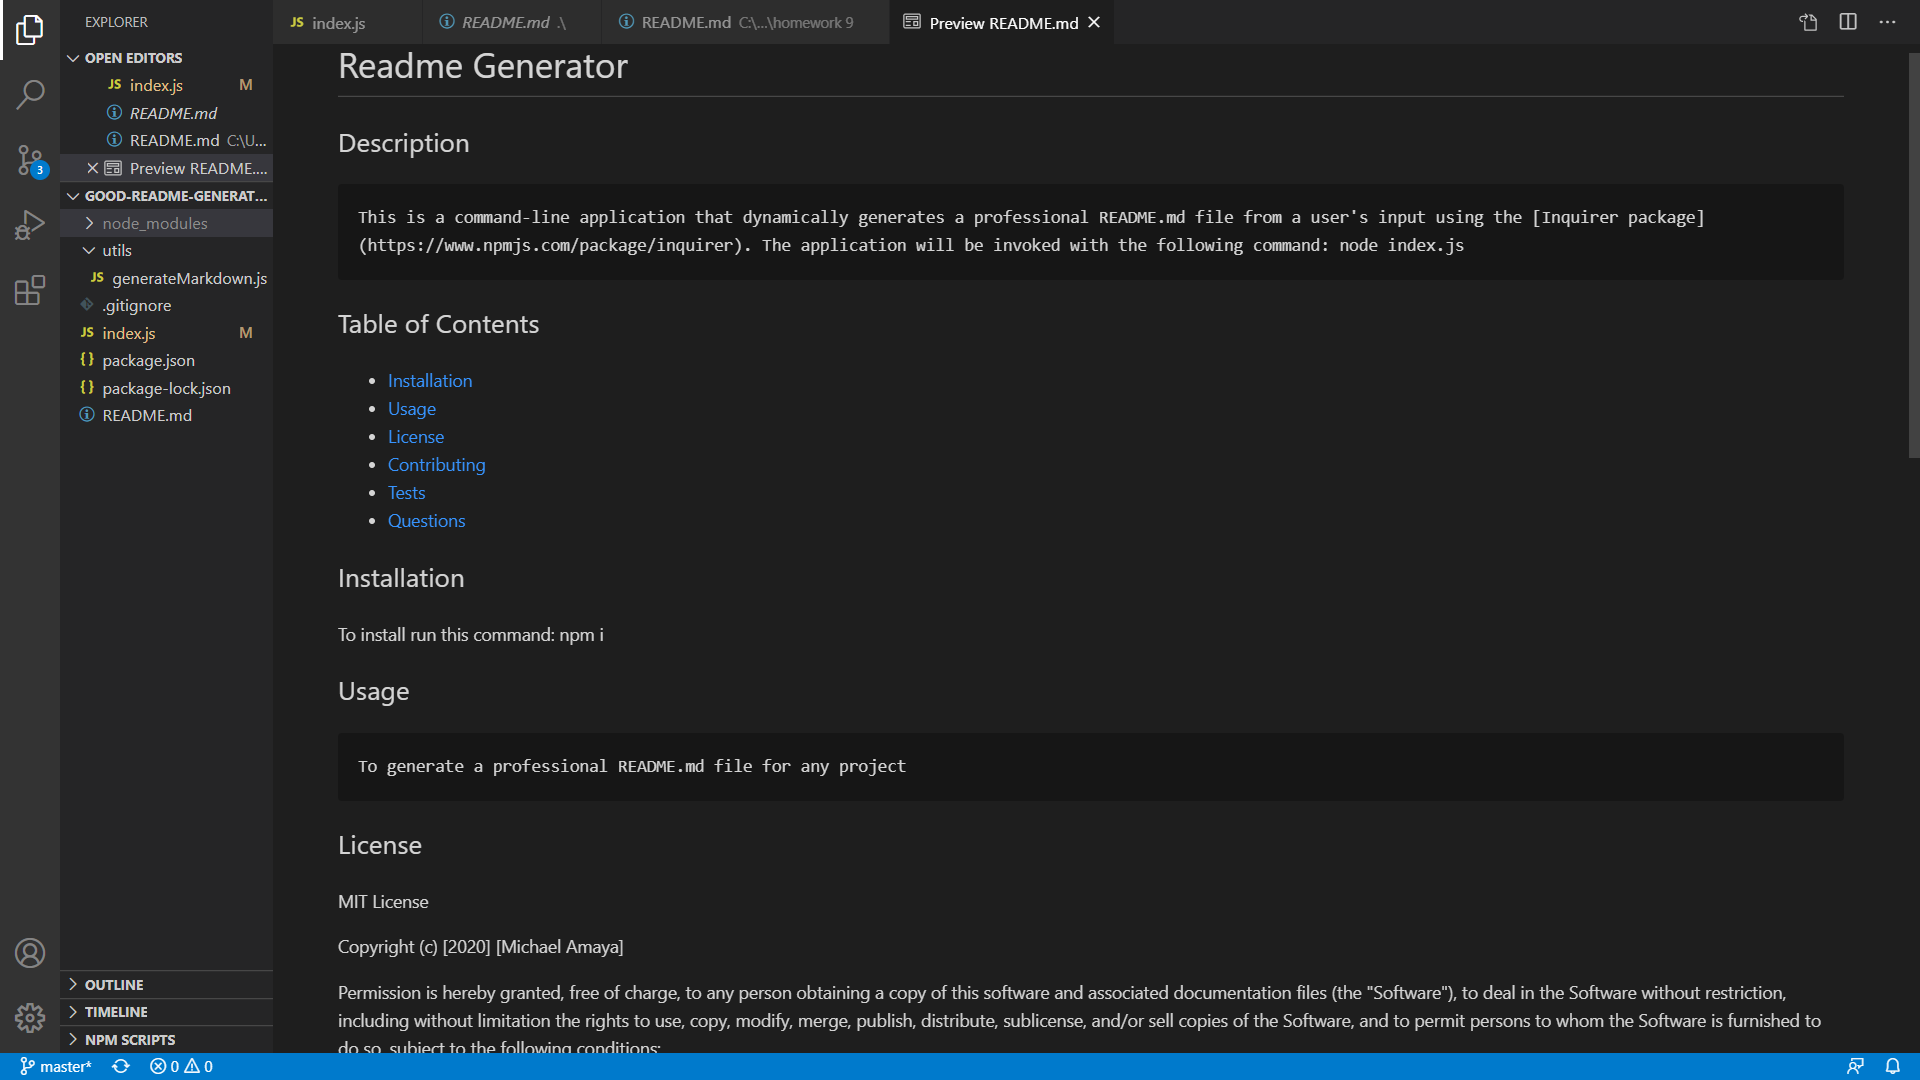 EXPLORER
OPEN EDITORS
JS index.js M
README.md
README.md C:\U...
Preview README....
GOOD-README-GENERAT...
node_modules
utils
JS generateMarkdown.js
.gitignore
JS index.js M
{} package.json
{} package-lock.json
README.md
OUTLINE
TIMELINE
NPM SCRIPTS
3
JS index.js
README.md .\
README.md C:\...\homework 9
Preview README.md
Readme Generator
Description
This is a command-line application that dynamically generates a professional README.md file from a user's input using the [Inquirer package]
(https://www.npmjs.com/package/inquirer). The application will be invoked with the following command: node index.js
Table of Contents
• Installation
• Usage
• License
• Contributing
• Tests
• Questions
Installation
To install run this command: npm i
Usage
To generate a professional README.md file for any project
License
MIT License
Copyright (c) [2020] [Michael Amaya]
Permission is hereby granted, free of charge, to any person obtaining a copy of this software and associated documentation files (the "Software"), to deal in the Software without restriction,
including without limitation the rights to use, copy, modify, merge, publish, distribute, sublicense, and/or sell copies of the Software, and to permit persons to whom the Software is furnished to
do so, subject to the following conditions:
master* 0 0